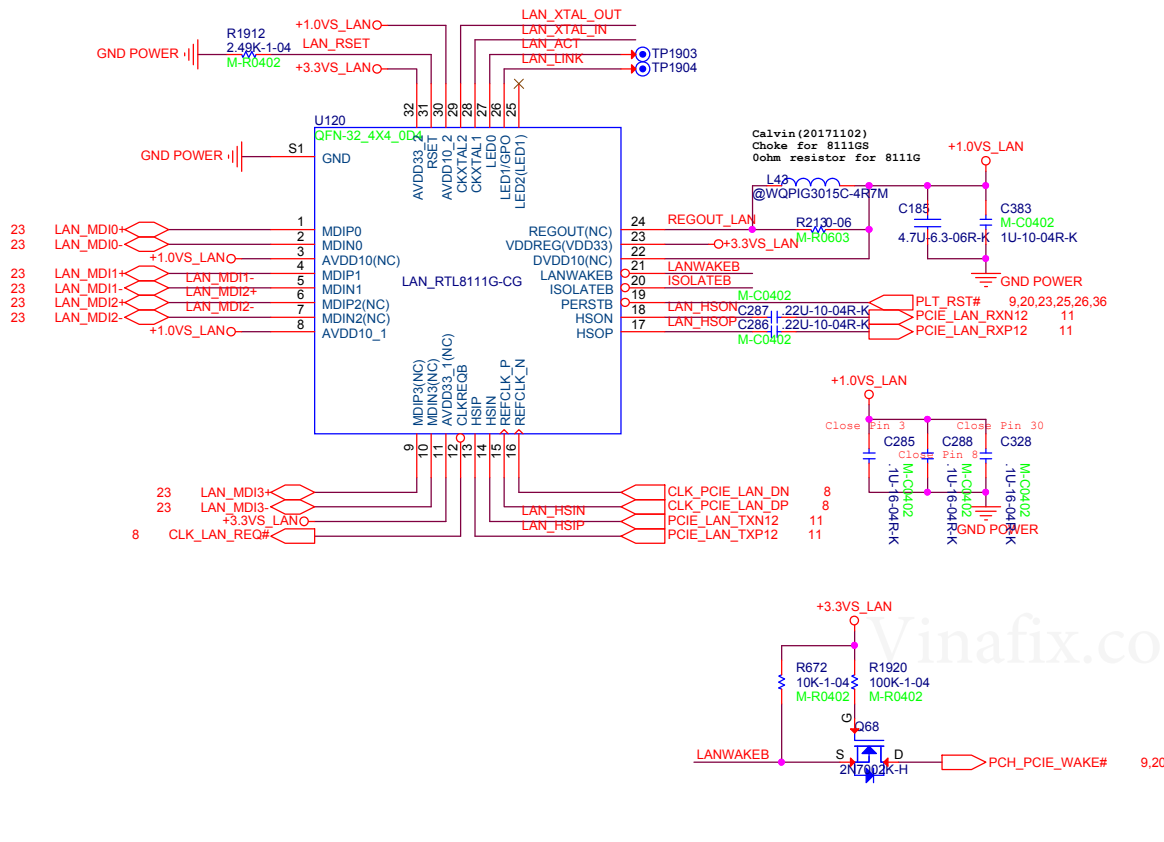 LAN_XTAL_OUT
+1.0VS_LAN
LAN_XTAL_IN
R1912
2.49K-1-04
LAN_RSET
LAN_ACT
TP1903
GND POWER
M-R0402
LAN_LINK
TP1904
+3.3VS_LAN
32
31
30
29
28
27
26
25
U120
QFN-32_4X4_0D4
AVDD33_2
RSET
AVDD10_2
CKXTAL2
CKXTAL1
LED0
LED1(GPO
LED2(LED1)
GND POWER
S1
GND
Calvin(20171102)
Choke for 8111GS
0ohm resistor for 8111G
+1.0VS_LAN
L43
@WQPIG3015C-4R7M
23 LAN_MDI0+ 1 MDIP0
23 LAN_MDI0- 2 MDIN0
+1.0VS_LAN 3 AVDD10(NC)
23 LAN_MDI1+ 4 MDIP1
23 LAN_MDI1- LAN_MDI1- 5 MDIN1
23 LAN_MDI2+ LAN_MDI2+ 6 MDIP2(NC)
23 LAN_MDI2- LAN_MDI2- 7 MDIN2(NC)
+1.0VS_LAN 8 AVDD10_1
LAN_RTL8111G-CG
REGOUT(NC) 24 REGOUT_LAN
VDDREG(VDD33) 23 +3.3VS_LAN
DVDD10(NC) 22
LANWAKEB 21 LANWAKEB
ISOLATEB 20 ISOLATEB
PERSTB 19
HSON 18 LAN_HSON
HSOP 17 LAN_HSOP
R213
0-06
M-R0603
C185
4.7U-6.3-06R-K
C383
M-C0402
1U-10-04R-K
GND POWER
M-C0402
C287 .22U-10-04R-K
C286 .22U-10-04R-K
M-C0402
PLT_RST# 9,20,23,25,26,36
PCIE_LAN_RXN12 11
PCIE_LAN_RXP12 11
MDIP3(NC)
MDIN3(NC)
AVDD33_1(NC)
CLKREQB
HSIP
HSIN
REFCLK_P
REFCLK_N
9
10
11
12
13
14
15
16
+1.0VS_LAN
Close Pin 3
Close Pin 30
C285
C288
C328
Close Pin 8
M-C0402
M-C0402
M-C0402
.1U-16-04R-K
.1U-16-04R-K
.1U-16-04R-K
GND POWER
23 LAN_MDI3+
23 LAN_MDI3-
+3.3VS_LAN
8 CLK_LAN_REQ#
CLK_PCIE_LAN_DN 8
CLK_PCIE_LAN_DP 8
LAN_HSIN PCIE_LAN_TXN12 11
LAN_HSIP PCIE_LAN_TXP12 11
+3.3VS_LAN
Vinafix.co
R672
10K-1-04
M-R0402
R1920
100K-1-04
M-R0402
G
Q68
LANWAKEB
S
D
2N7002K-H
PCH_PCIE_WAKE# 9,20